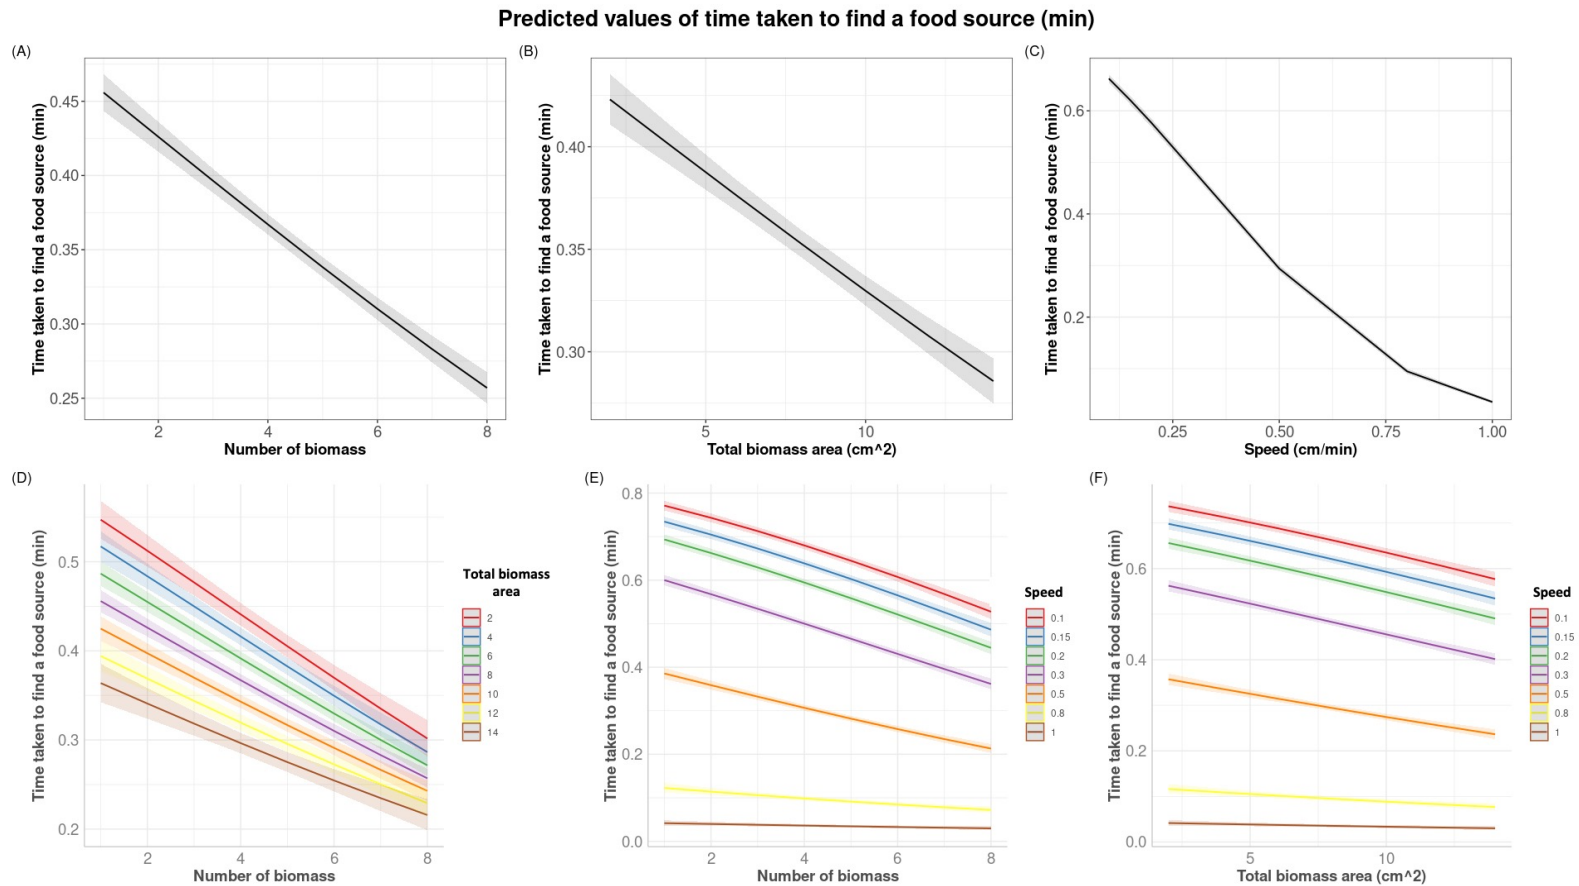 Predicted values of time taken to find a food source (min)
(A)
Time taken to find a food source (min)
0.45
0.40
0.35
0.30
0.25
2 4 6 8
Number of biomass
(B)
Time taken to find a food source (min)
0.40
0.35
0.30
5 10
Total biomass area (cm^2)
(C)
Time taken to find a food source (min)
0.6
0.4
0.2
0.25 0.50 0.75 1.00
Speed (cm/min)
(D)
Time taken to find a food source (min)
0.5
0.4
0.3
0.2
2 4 6 8
Number of biomass
Total biomass
area
2
4
6
8
10
12
14
(E)
Time taken to find a food source (min)
0.8
0.6
0.4
0.2
0.0
2 4 6 8
Number of biomass
Speed
0.1
0.15
0.2
0.3
0.5
0.8
1
(F)
Time taken to find a food source (min)
0.6
0.4
0.2
0.0
5 10
Total biomass area (cm^2)
Speed
0.1
0.15
0.2
0.3
0.5
0.8
1